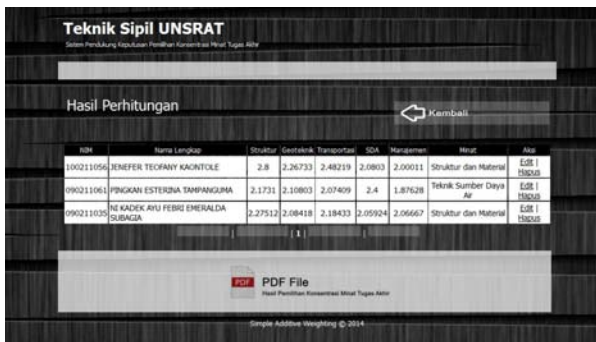 Teknik Sipil UNSRAT
Sistem Pendukung Keputusan Pemilihan Konsentrasi Minat Tugas Akhir
Hasil Perhitungan
Kembali
NIM Nama Lengkap Struktur Geoteknik Transportasi SDA Manajemen Minat Aksi
100211056 JENEFER TEOFANY KAONTOLE 2.8 2.26733 2.48219 2.0803 2.00011 Struktur dan Material Edit | Hapus
090211061 PINGKAN ESTERINA TAMPANGUMA 2.1731 2.10803 2.07409 2.4 1.87628 Teknik Sumber Daya Air Edit | Hapus
090211035 NI KADEK AYU FEBRI EMERALDA SUBAGIA 2.27512 2.08418 2.18433 2.05924 2.06667 Struktur dan Material Edit | Hapus
| 1 | |
PDF PDF File
Hasil Pemilihan Konsentrasi Minat Tugas Akhir
Simple Additive Weighting © 2014